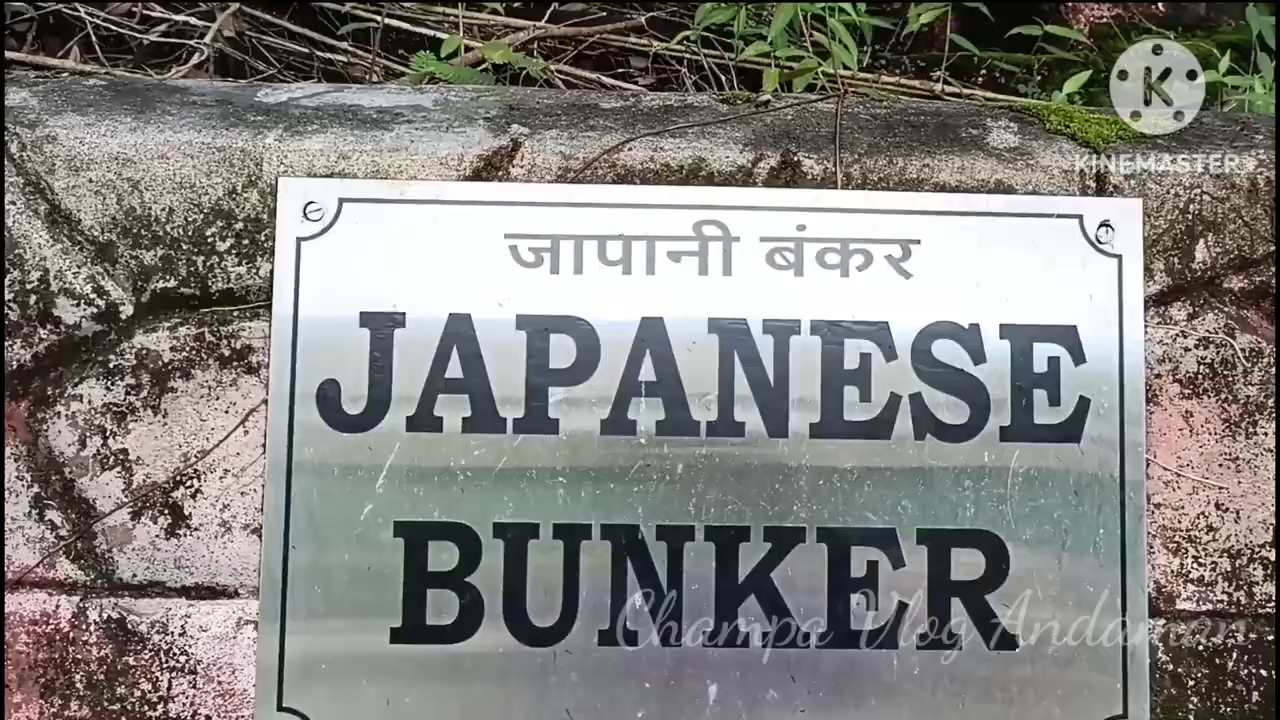 K
KINEMASTER
जापानी बंकर
JAPANESE
BUNKER
Champa Vlog Andaman